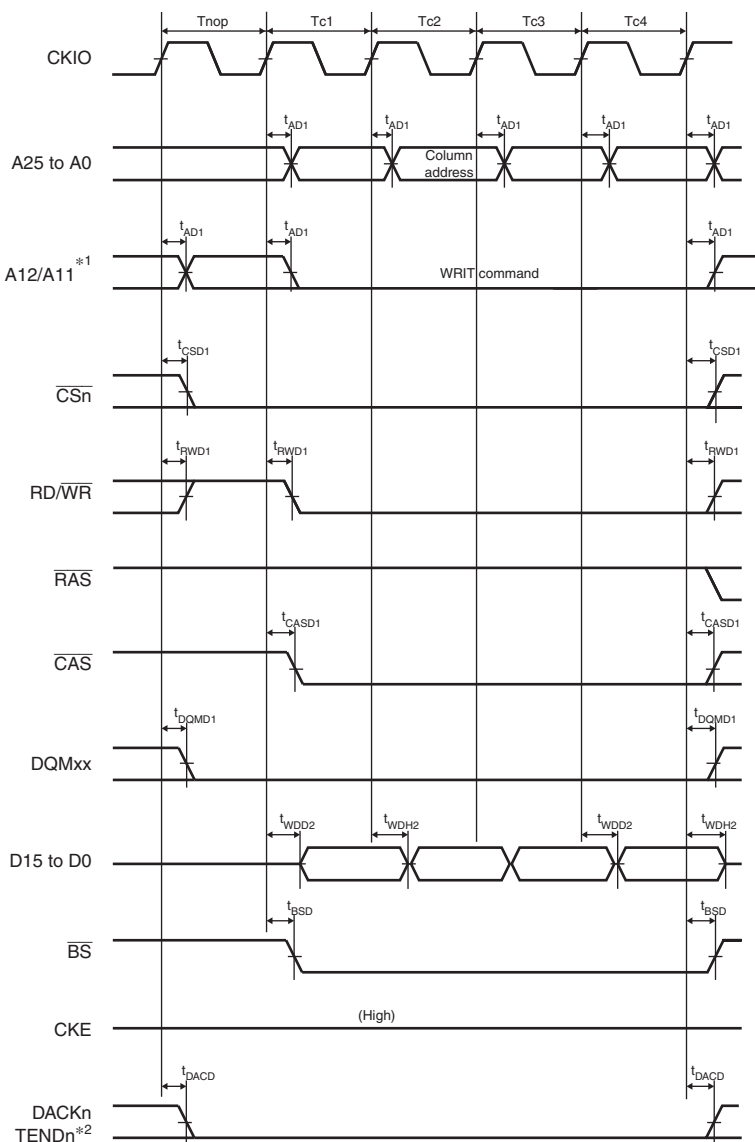 Tnop Tc1 Tc2 Tc3 Tc4
CKIO
tAD1 tAD1 tAD1 tAD1 tAD1
A25 to A0
Column
address
tAD1 tAD1 tAD1
A12/A11*1
WRIT command
tCSD1 tCSD1
CSn
tRWD1 tRWD1 tRWD1
RD/WR
RAS
tCASD1 tCASD1
CAS
tDQMD1 tDQMD1
DQMxx
tWDD2 tWDH2 tWDD2 tWDH2
D15 to D0
tBSD tBSD
BS
(High)
CKE
tDACD tDACD
DACKn
TENDn*2